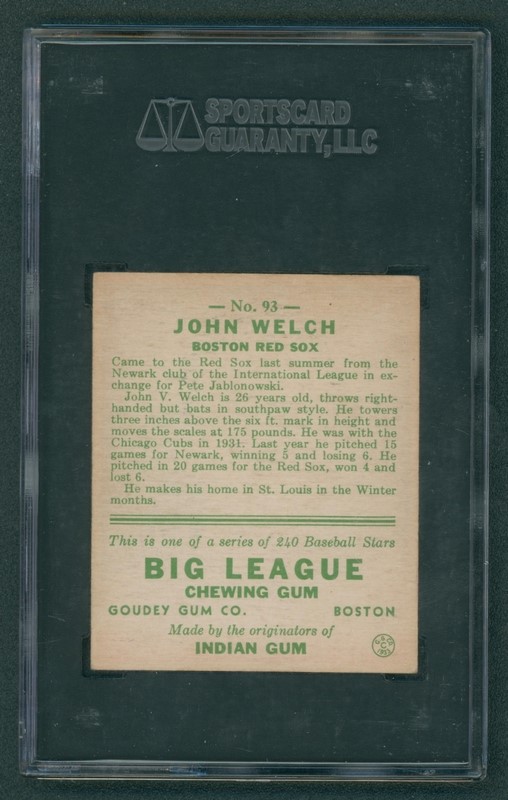 SPORTSCARD
GUARANTY, LLC
— No. 93 —
JOHN WELCH
BOSTON RED SOX
Came to the Red Sox last summer from the
Newark club of the International League in ex-
change for Pete Jablonowski.
John V. Welch is 26 years old, throws right-
handed but bats in southpaw style. He towers
three inches above the six ft. mark in height and
moves the scales at 175 pounds. He was with the
Chicago Cubs in 1931. Last year he pitched 15
games for Newark, winning 5 and losing 6. He
pitched in 20 games for the Red Sox, won 4 and
lost 6.
He makes his home in St. Louis in the Winter
months.
This is one of a series of 240 Baseball Stars
BIG LEAGUE
CHEWING GUM
GOUDEY GUM CO. BOSTON
Made by the originators of
INDIAN GUM